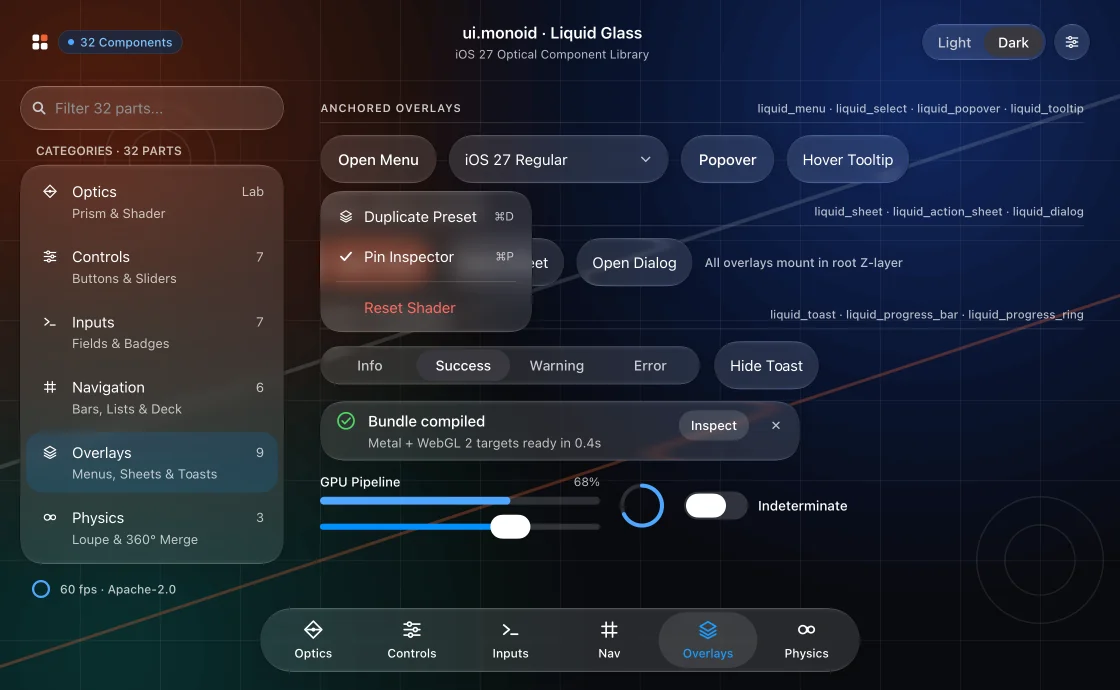 32 Components
ui.monoid · Liquid Glass
iOS 27 Optical Component Library
Light
Dark
Filter 32 parts...
CATEGORIES · 32 PARTS
Optics
Lab
Prism & Shader
Controls
7
Buttons & Sliders
Inputs
7
Fields & Badges
Navigation
6
Bars, Lists & Deck
Overlays
9
Menus, Sheets & Toasts
Physics
3
Loupe & 360° Merge
60 fps · Apache-2.0
ANCHORED OVERLAYS
liquid_menu · liquid_select · liquid_popover · liquid_tooltip
Open Menu
iOS 27 Regular
Popover
Hover Tooltip
Duplicate Preset
⌘D
Pin Inspector
⌘P
Reset Shader
liquid_sheet · liquid_action_sheet · liquid_dialog
Open Dialog
All overlays mount in root Z-layer
liquid_toast · liquid_progress_bar · liquid_progress_ring
Info
Success
Warning
Error
Hide Toast
Bundle compiled
Metal + WebGL 2 targets ready in 0.4s
Inspect
GPU Pipeline
68%
Indeterminate
Optics
Controls
Inputs
Nav
Overlays
Physics